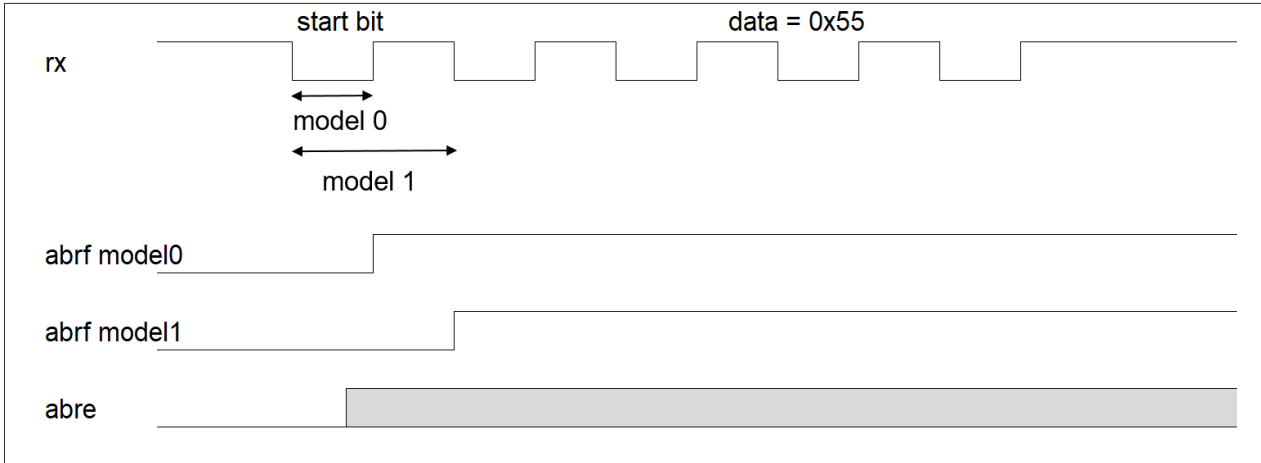 start bit
data = 0x55
rx
model 0
model 1
abrf model0
abrf model1
abre